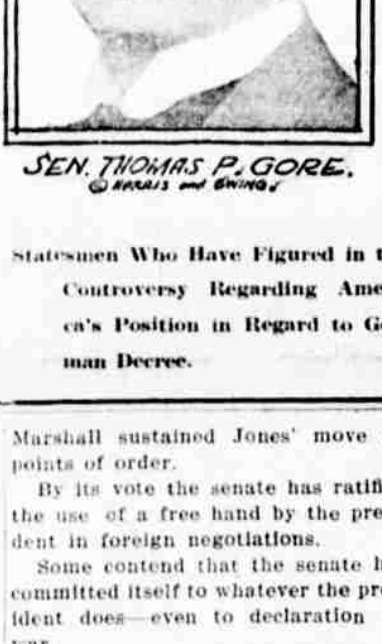 SEN. THOMAS P. GORE.
© HARRIS and EWING.
Statesmen Who Have Figured in t
Controversy Regarding Ame
ca's Position in Regard to Ge
man Decree.
Marshall sustained Jones' move
points of order.
By its vote the senate has ratifi
the use of a free hand by the pre
dent in foreign negotiations.
Some contend that the senate h
committed itself to whatever the pre
ident does—even to declaration